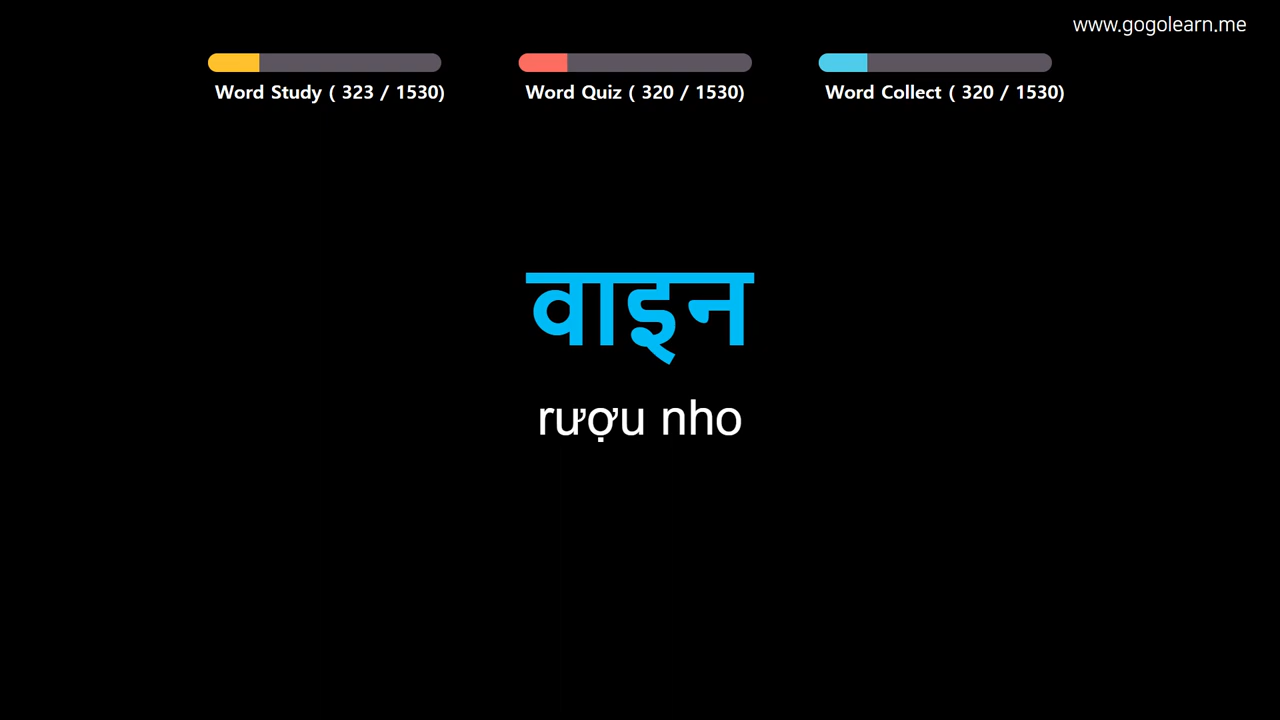 www.gogolearn.me
Word Study ( 323 / 1530)
Word Quiz ( 320 / 1530)
Word Collect ( 320 / 1530)
वाइन
rượu nho